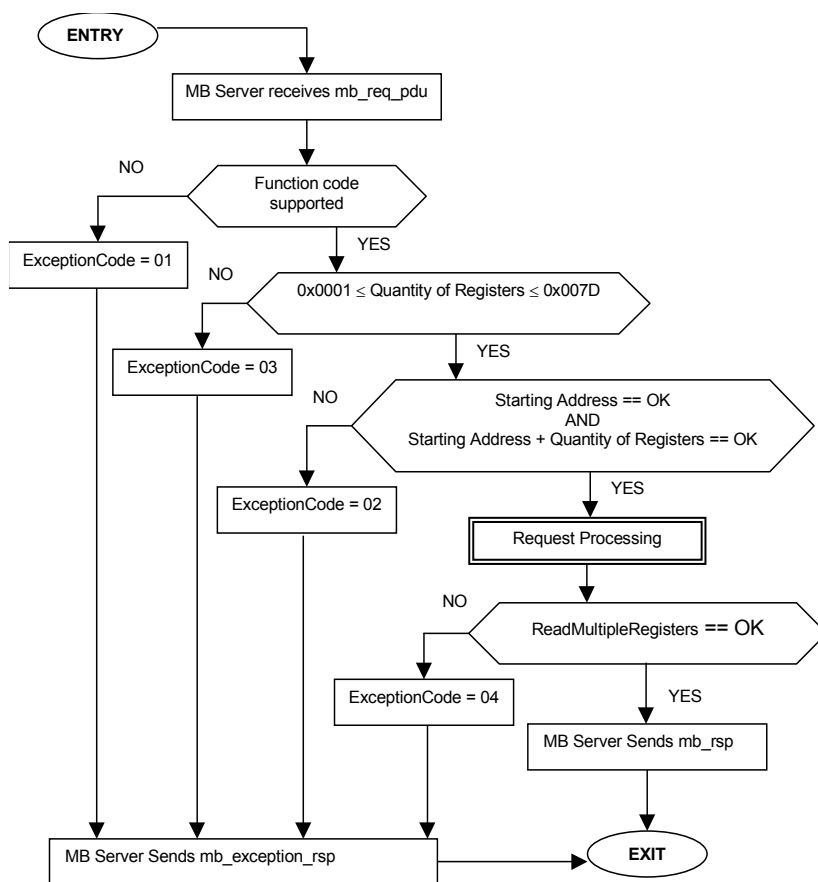 ENTRY
MB Server receives mb_req_pdu
NO
Function code
supported
YES
ExceptionCode = 01
NO
0x0001 ≤ Quantity of Registers ≤ 0x007D
YES
ExceptionCode = 03
NO
Starting Address == OK
AND
Starting Address + Quantity of Registers == OK
YES
ExceptionCode = 02
Request Processing
NO
ReadMultipleRegisters == OK
YES
ExceptionCode = 04
MB Server Sends mb_rsp
MB Server Sends mb_exception_rsp
EXIT